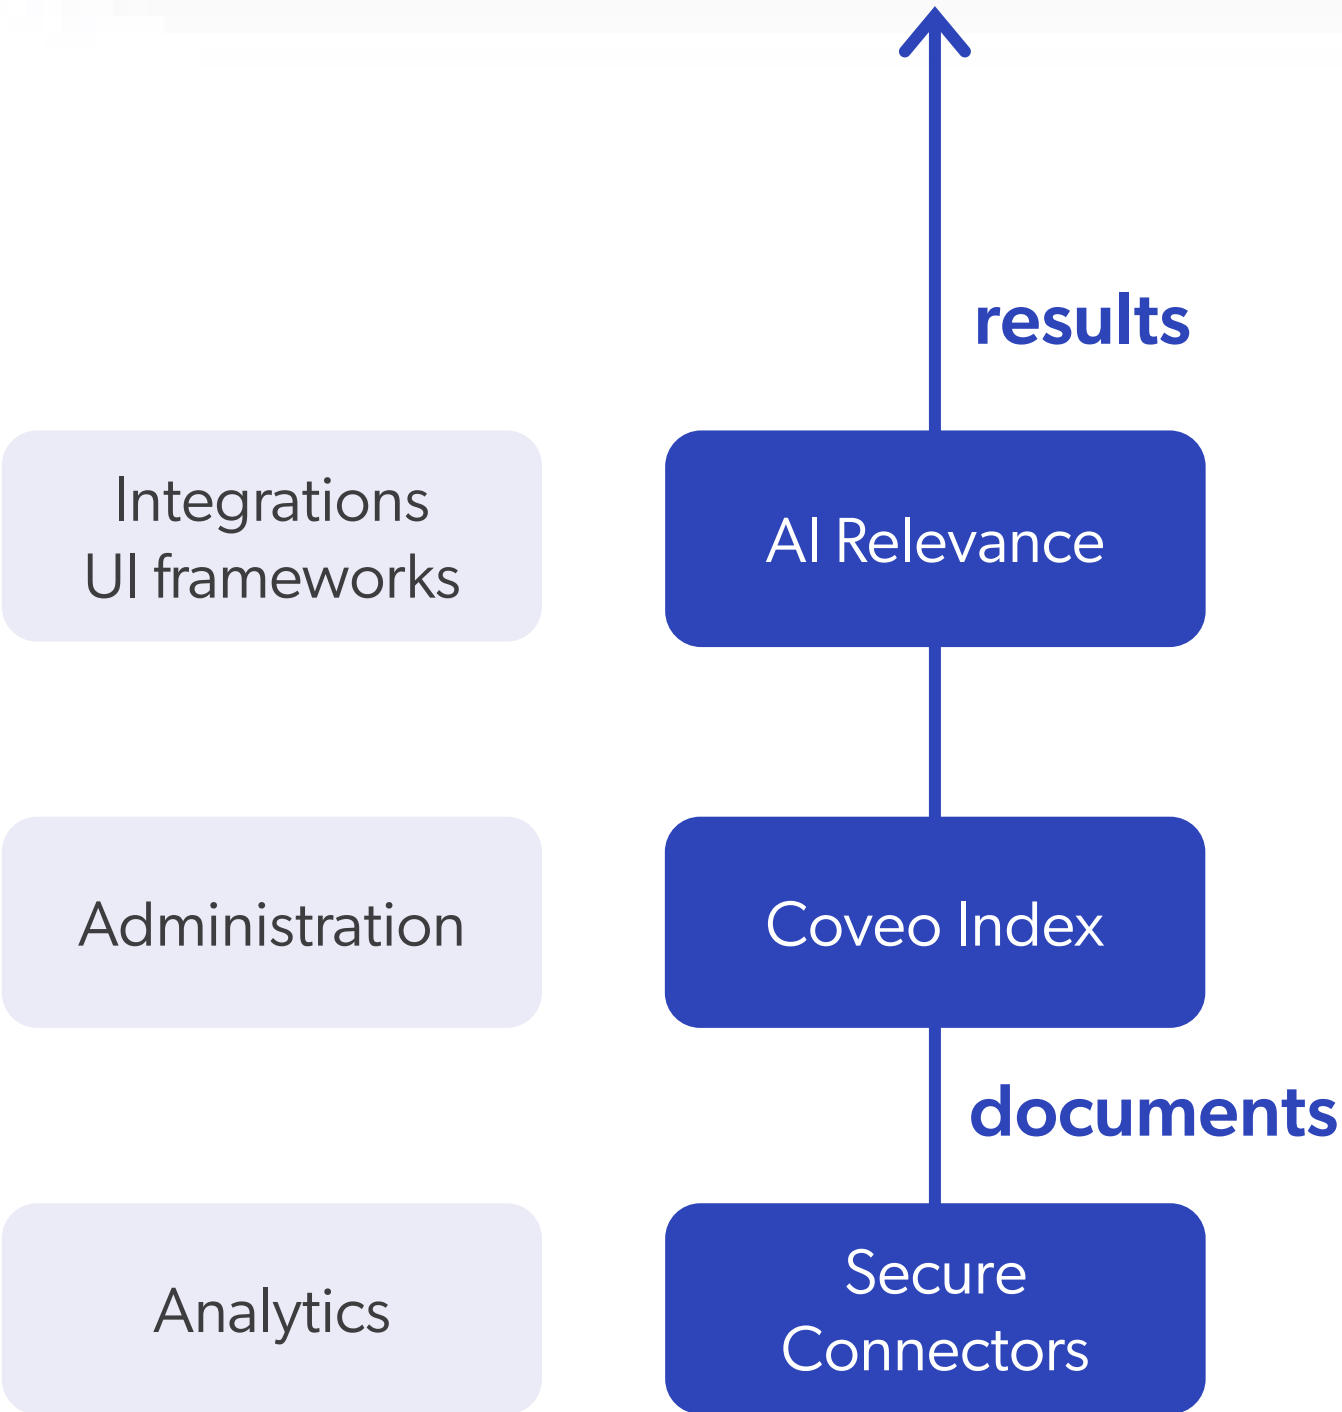 results
Integrations
UI frameworks
AI Relevance
Administration
Coveo Index
documents
Analytics
Secure
Connectors